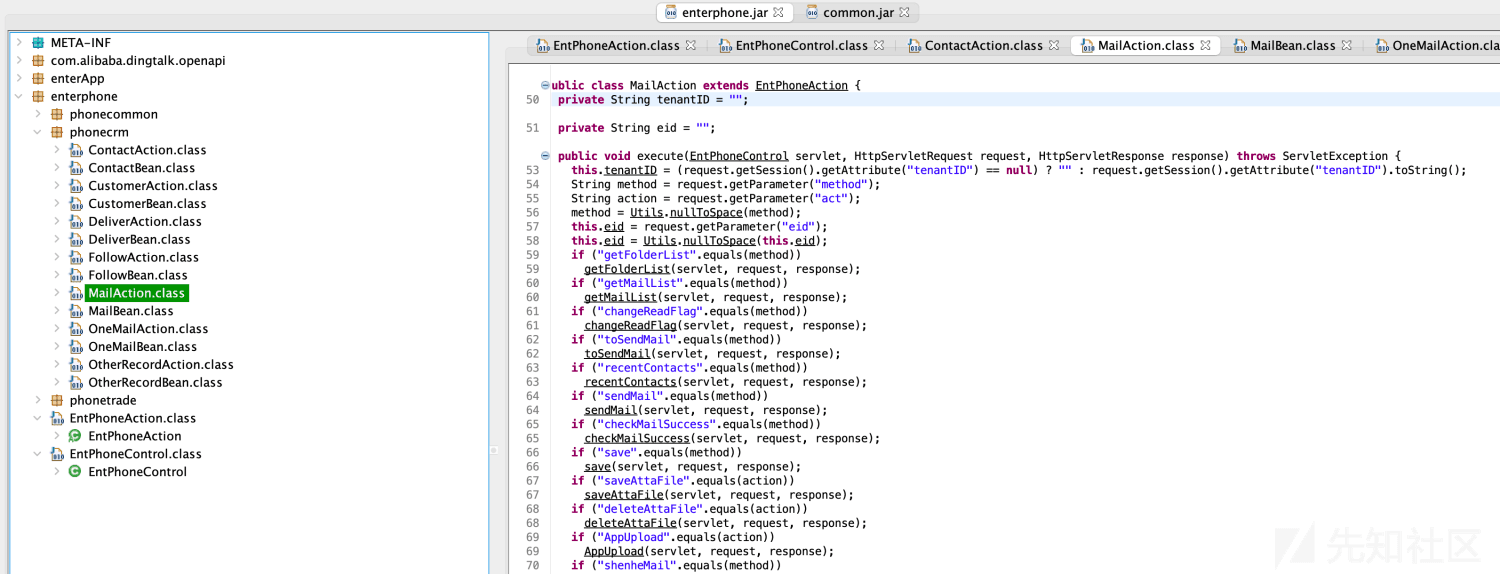 enterphone.jar
common.jar
META-INF
com.alibaba.dingtalk.openapi
enterApp
enterphone
phonecommon
phonecrm
ContactAction.class
ContactBean.class
CustomerAction.class
CustomerBean.class
DeliverAction.class
DeliverBean.class
FollowAction.class
FollowBean.class
MailAction.class
MailBean.class
OneMailAction.class
OneMailBean.class
OtherRecordAction.class
OtherRecordBean.class
phonetrade
EntPhoneAction.class
EntPhoneAction
EntPhoneControl.class
EntPhoneControl
EntPhoneAction.class EntPhoneControl.class ContactAction.class MailAction.class MailBean.class OneMailAction.cla
ublic class MailAction extends EntPhoneAction {
50 private String tenantID = "";
51 private String eid = "";
public void execute(EntPhoneControl servlet, HttpServletRequest request, HttpServletResponse response) throws ServletException {
53 this.tenantID = (request.getSession().getAttribute("tenantID") == null) ? "" : request.getSession().getAttribute("tenantID").toString();
54 String method = request.getParameter("method");
55 String action = request.getParameter("act");
56 method = Utils.nullToSpace(method);
57 this.eid = request.getParameter("eid");
58 this.eid = Utils.nullToSpace(this.eid);
59 if ("getFolderList".equals(method))
59 getFolderList(servlet, request, response);
60 if ("getMailList".equals(method))
60 getMailList(servlet, request, response);
61 if ("changeReadFlag".equals(method))
61 changeReadFlag(servlet, request, response);
62 if ("toSendMail".equals(method))
62 toSendMail(servlet, request, response);
63 if ("recentContacts".equals(method))
63 recentContacts(servlet, request, response);
64 if ("sendMail".equals(method))
64 sendMail(servlet, request, response);
65 if ("checkMailSuccess".equals(method))
65 checkMailSuccess(servlet, request, response);
66 if ("save".equals(method))
66 save(servlet, request, response);
67 if ("saveAttaFile".equals(action))
67 saveAttaFile(servlet, request, response);
68 if ("deleteAttaFile".equals(action))
68 deleteAttaFile(servlet, request, response);
69 if ("AppUpload".equals(action))
69 AppUpload(servlet, request, response);
70 if ("shenheMail".equals(method))
先知社区